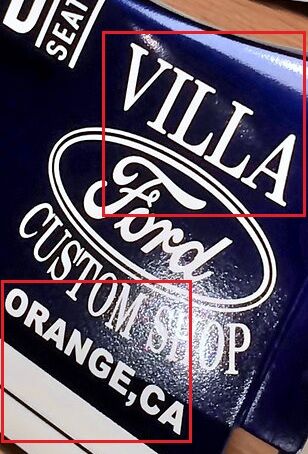 SEAT
VILLA
Ford
CUSTOM SHOP
ORANGE,CA